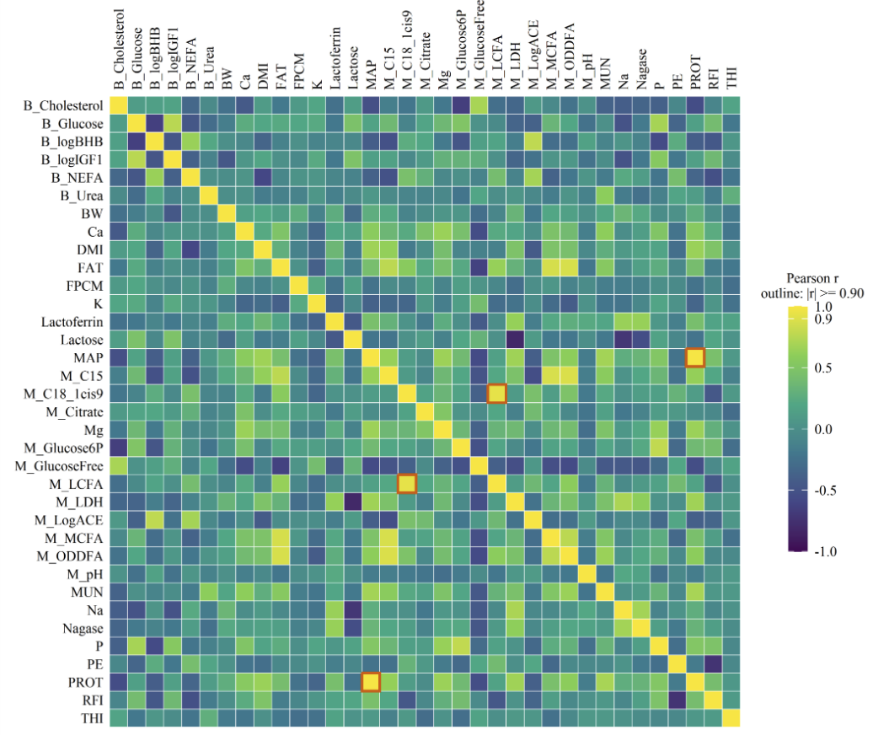 B_Cholesterol
B_Glucose
B_logBHB
B_logIGF1
B_NEFA
B_Urea
BW
Ca
DMI
FAT
FPCM
K
Lactoferrin
Lactose
MAP
M_C15
M_C18_1cis9
M_Citrate
Mg
M_Glucose6P
M_GlucoseFree
M_LCFA
M_LDH
M_LogACE
M_MCFA
M_ODDFA
M_pH
MUN
Na
Nagase
P
PE
PROT
RFI
THI
B_Cholesterol
B_Glucose
B_logBHB
B_logIGF1
B_NEFA
B_Urea
BW
Ca
DMI
FAT
FPCM
K
Lactoferrin
Lactose
MAP
M_C15
M_C18_1cis9
M_Citrate
Mg
M_Glucose6P
M_GlucoseFree
M_LCFA
M_LDH
M_LogACE
M_MCFA
M_ODDFA
M_pH
MUN
Na
Nagase
P
PE
PROT
RFI
THI
Pearson r
outline: |r| >= 0.90
1.0
0.9
0.5
0.0
-0.5
-1.0